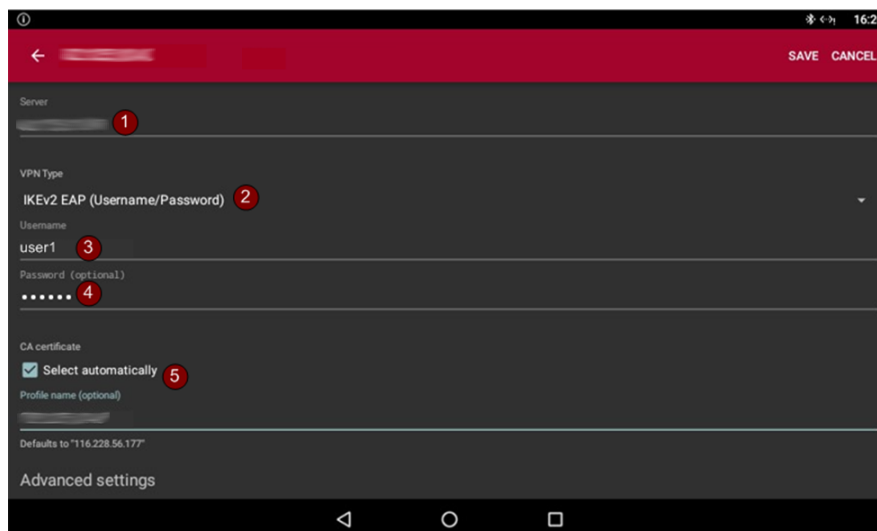 16:2
SAVE CANCEL
Server
1
VPN Type
IKEv2 EAP (Username/Password) 2
Username
user1 3
Password (optional)
•••••• 4
CA certificate
Select automatically 5
Profile name (optional)
Defaults to "116.228.56.177"
Advanced settings